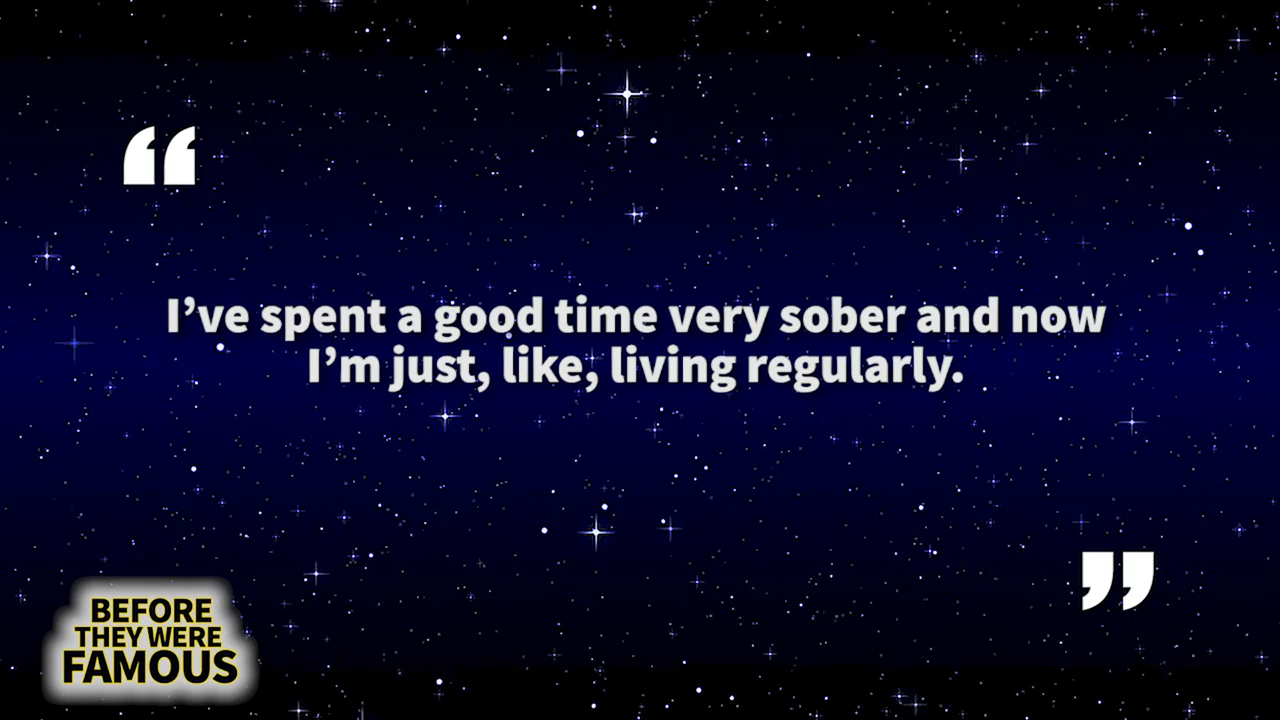 “
I’ve spent a good time very sober and now
I’m just, like, living regularly.
”
BEFORE
THEY WERE
FAMOUS